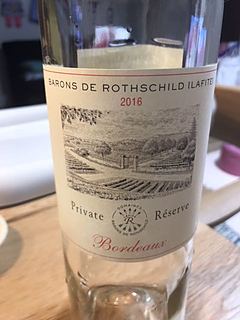 BARONS DE ROTHSCHILD [LAFITE]
2016
Private Réserve
Bordeaux